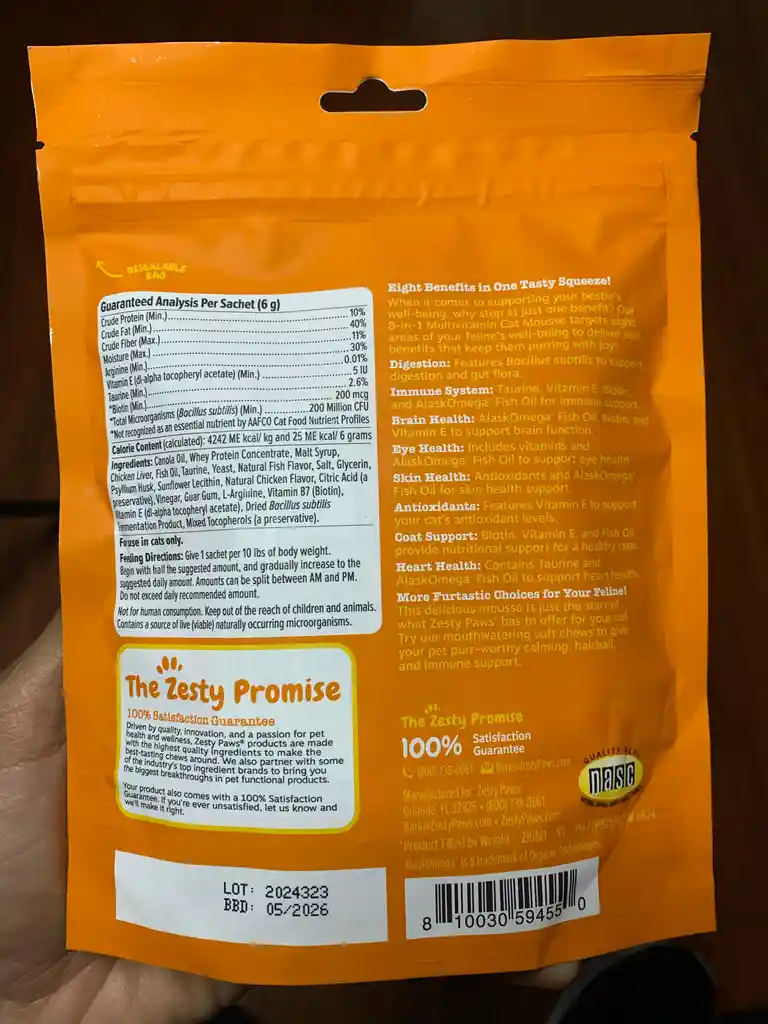 RESEALABLE
BAG
Guaranteed Analysis Per Sachet (6 g)
Crude Protein (Min.) 10%
Crude Fat (Min.) 40%
Crude Fiber (Max.) 11%
Moisture (Max.) 30%
Arginine (Min.) 0.01%
Vitamin E (dl-alpha tocopheryl acetate) (Min.) 5 IU
Taurine (Min.) 2.6%
*Biotin (Min.) 200 mcg
*Total Microorganisms (Bacillus subtilis) (Min.) 200 Million CFU
*Not recognized as an essential nutrient by AAFCO Cat Food Nutrient Profiles
Calorie Content (calculated): 4242 ME kcal/ kg and 25 ME kcal/ 6 grams
Ingredients: Canola Oil, Whey Protein Concentrate, Malt Syrup,
Chicken Liver, Fish Oil, Taurine, Yeast, Natural Fish Flavor, Salt, Glycerin,
Psyllium Husk, Sunflower Lecithin, Natural Chicken Flavor, Citric Acid (a
preservative), Vinegar, Guar Gum, L-Arginine, Vitamin B7 (Biotin),
Vitamin E (dl-alpha tocopheryl acetate), Dried Bacillus subtilis
Fermentation Product, Mixed Tocopherols (a preservative).
For use in cats only.
Feeding Directions: Give 1 sachet per 10 lbs of body weight.
Begin with half the suggested amount, and gradually increase to the
suggested daily amount. Amounts can be split between AM and PM.
Do not exceed daily recommended amount.
Not for human consumption. Keep out of the reach of children and animals.
Contains a source of live (viable) naturally occurring microorganisms.
The Zesty Promise
100% Satisfaction Guarantee
Driven by quality, innovation, and a passion for pet
health and wellness, Zesty Paws® products are made
with the highest quality ingredients to make the
best-tasting chews around. We also partner with some
of the industry's top ingredient brands to bring you
the biggest breakthroughs in pet functional products.
Your product also comes with a 100% Satisfaction
Guarantee. If you're ever unsatisfied, let us know and
we'll make it right.
LOT: 2024323
BBD: 05/2026
Eight Benefits in One Tasty Squeeze!
When it comes to supporting your bestie's
well-being, why stop at just one benefit? Our
8-in-1 Multivitamin Cat Mousse targets eight
areas of your feline's well-being to deliver
benefits that keep them purring with joy!
Digestion: Features Bacillus subtilis to support
digestion and gut flora.
Immune System: Taurine, Vitamin E, Biotin,
and AlaskOmega® Fish Oil for immune support.
Brain Health: AlaskOmega® Fish Oil, Biotin, and
Vitamin E to support brain function.
Eye Health: Includes vitamins and
AlaskOmega® Fish Oil to support eye health.
Skin Health: Antioxidants and AlaskOmega®
Fish Oil for skin health support.
Antioxidants: Features Vitamin E to support
your cat's antioxidant levels.
Coat Support: Biotin, Vitamin E, and Fish Oil
provide nutritional support for a healthy coat.
Heart Health: Contains Taurine and
AlaskOmega® Fish Oil to support heart health.
More Furtastic Choices for Your Feline!
This delicious mousse is just the start of
what Zesty Paws® has to offer for your cat!
Try our mouthwatering soft chews to give
your pet purr-worthy calming, hairball,
and immune support.
The Zesty Promise
100% Satisfaction
Guarantee
(800) 738-0661 Bark@ZestyPaws.com
QUALITY SEAL
nasc
Manufactured for: Zesty Paws®
Orlando, FL 32826 • (800) 738-0661
Bark@ZestyPaws.com • ZestyPaws.com
*Product Filled by Weight
AlaskOmega® is a trademark of Organic Technologies
8 10030 59455 0